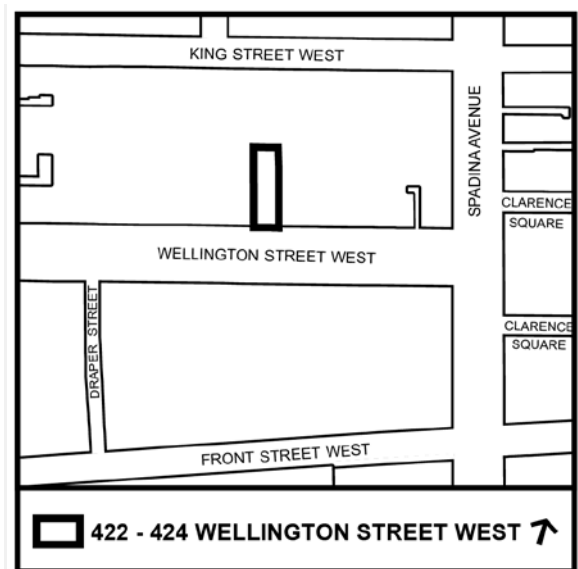 KING STREET WEST
SPADINA AVENUE
CLARENCE
SQUARE
WELLINGTON STREET WEST
DRAPER STREET
CLARENCE
SQUARE
FRONT STREET WEST
422 - 424 WELLINGTON STREET WEST